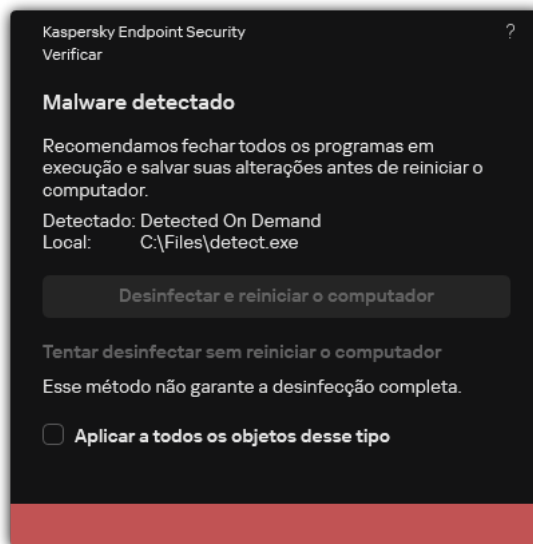 Kaspersky Endpoint Security
?
Verificar
Malware detectado
Recomendamos fechar todos os programas em
execução e salvar suas alterações antes de reiniciar o
computador.
Detectado: Detected On Demand
Local: C:\Files\detect.exe
Desinfectar e reiniciar o computador
Tentar desinfectar sem reiniciar o computador
Esse método não garante a desinfecção completa.
Aplicar a todos os objetos desse tipo